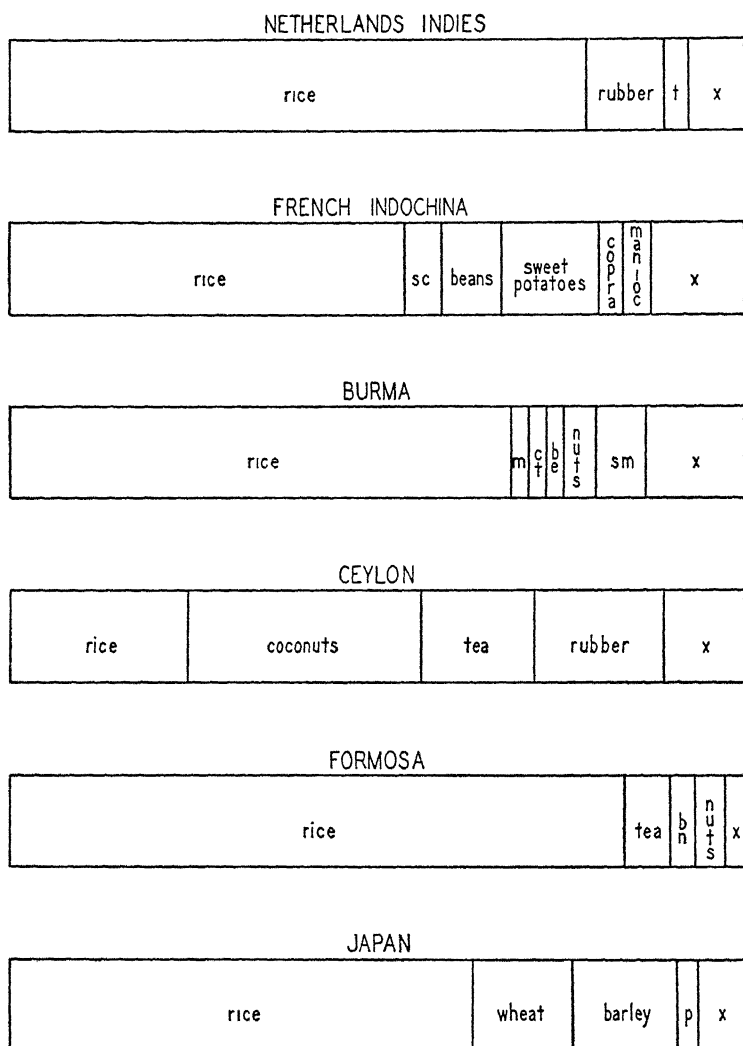 NETHERLANDS INDIES
rice rubber t x
FRENCH INDOCHINA
rice sc beans sweet potatoes copra manioc x
BURMA
rice m ct be nuts sm x
CEYLON
rice coconuts tea rubber x
FORMOSA
rice tea bn nuts x
JAPAN
rice wheat barley p x